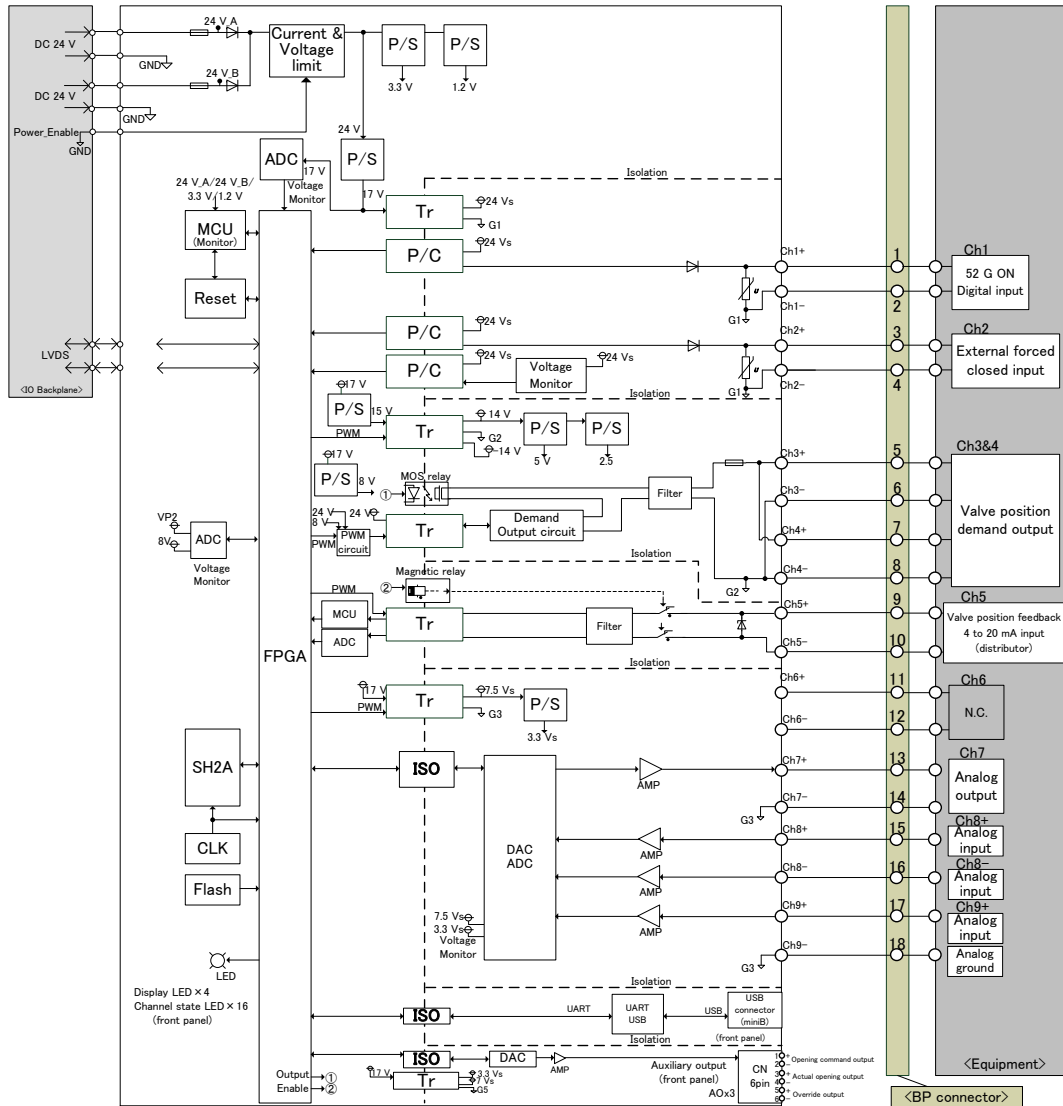 24 V_A
DC 24 V
GND
24 V_B
DC 24 V
GND
Power_Enable
GND
Current &
Voltage
limit
P/S
P/S
3.3 V
1.2 V
24 V
P/S
ADC
17 V
Voltage
Monitor
17 V
24 V_A/24 V_B/
3.3 V/1.2 V
MCU
(Monitor)
Reset
LVDS
<IO Backplane>
Isolation
Tr
24 Vs
G1
P/C
24 Vs
Ch1+
Ch1-
G1
1
2
Ch1
52 G ON
Digital input
P/C
24 Vs
Ch2+
Ch2-
G1
3
4
Ch2
External forced
closed input
P/C
24 Vs
Voltage
Monitor
24 Vs
Isolation
17 V
P/S
15 V
PWM
Tr
14 V
G2
-14 V
P/S
5 V
P/S
2.5
17 V
P/S
8 V
①
MOS relay
Filter
Ch3+
Ch3-
Ch4+
Ch4-
G2
5
6
7
8
Ch3&4
Valve position
demand output
24 V
8 V
24 V
PWM
PWM
circuit
Tr
Demand
Output circuit
VP2
8V
ADC
Voltage
Monitor
Isolation
②
Magnetic relay
PWM
MCU
ADC
Tr
Filter
Ch5+
Ch5-
9
10
Ch5
Valve position feedback
4 to 20 mA input
(distributor)
FPGA
Isolation
17 V
PWM
Tr
7.5 Vs
G3
P/S
3.3 Vs
Ch6+
Ch6-
11
12
Ch6
N.C.
SH2A
CLK
Flash
ISO
DAC
ADC
7.5 Vs
3.3 Vs
Voltage
Monitor
AMP
AMP
AMP
AMP
Ch7+
Ch7-
G3
Ch8+
Ch8-
Ch9+
Ch9-
G3
13
14
15
16
17
18
Ch7
Analog
output
Ch8+
Analog
input
Ch8-
Analog
input
Ch9+
Analog
input
Analog
ground
LED
Display LED×4
Channel state LED×16
(front panel)
Isolation
ISO
UART
UART
USB
USB
USB
connector
(miniB)
(front panel)
Isolation
ISO
DAC
AMP
Auxiliary output
(front panel)
AOx3
CN
6pin
1 + Opening command output
2 -
3 + Actual opening output
4 -
5 + Override output
6 -
17 V
Tr
3.3 Vs
7 Vs
G5
Output
Enable
①
②
<Equipment>
<BP connector>